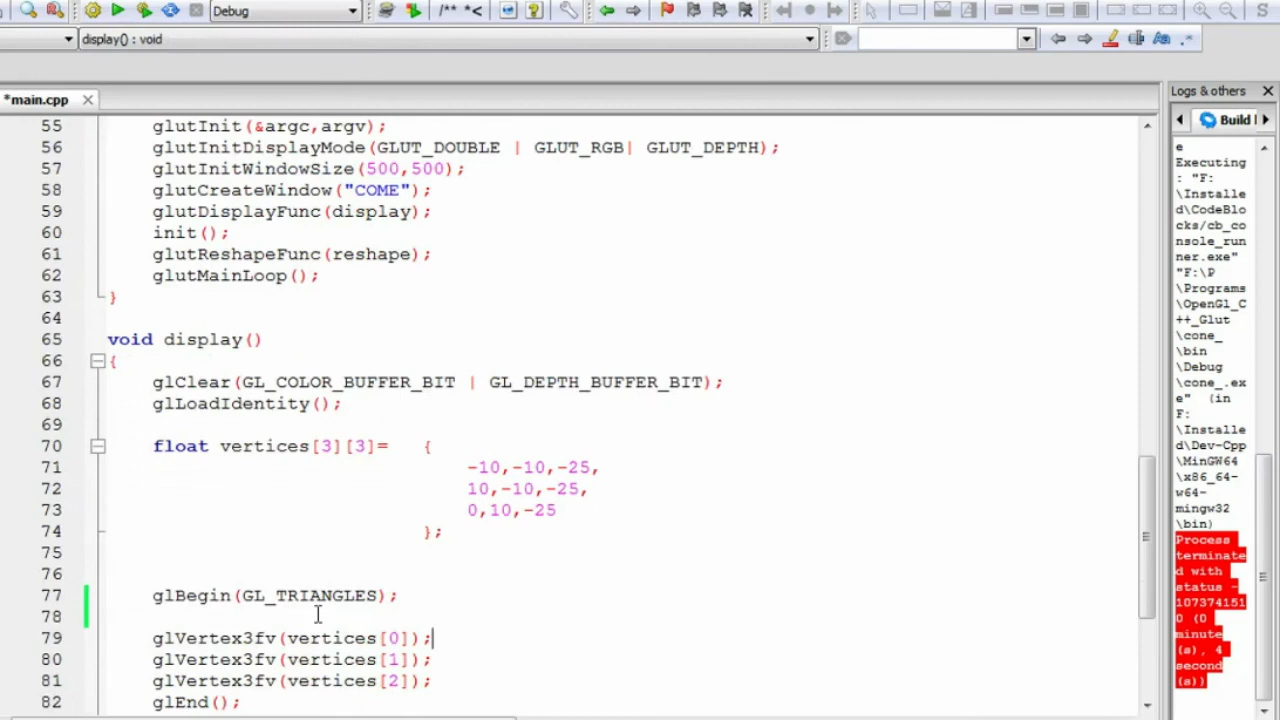 Debug
/** *<
display() : void
*main.cpp
55 glutInit(&argc,argv);
56 glutInitDisplayMode(GLUT_DOUBLE | GLUT_RGB| GLUT_DEPTH);
57 glutInitWindowSize(500,500);
58 glutCreateWindow("COME");
59 glutDisplayFunc(display);
60 init();
61 glutReshapeFunc(reshape);
62 glutMainLoop();
63 }
64
65 void display()
66 {
67 glClear(GL_COLOR_BUFFER_BIT | GL_DEPTH_BUFFER_BIT);
68 glLoadIdentity();
69
70 float vertices[3][3]= {
71 -10,-10,-25,
72 10,-10,-25,
73 0,10,-25
74 };
75
76
77 glBegin(GL_TRIANGLES);
78
79 glVertex3fv(vertices[0]);
80 glVertex3fv(vertices[1]);
81 glVertex3fv(vertices[2]);
82 glEnd();
Logs & others
Build
e
Executing
: "F:
\Installe
d\CodeBlo
cks/cb_co
nsole_run
ner.exe"
"F:\P
\Programs
\OpenGl_C
++_Glut
\cone_
\bin
\Debug
\cone_.ex
e" (in
F:
\Installe
d\Dev-Cpp
\MinGW64
\x86_64-
w64-
mingw32
\bin)
Process
terminate
d with
status -
107374151
0 (0
minute
(s), 4
second
(s))